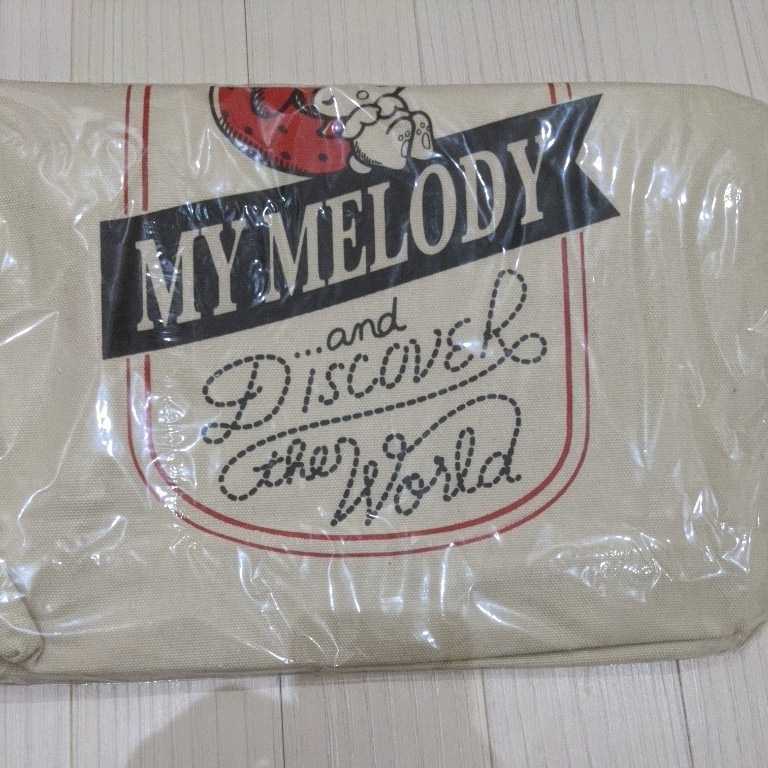 MY MELODY
...and
DiSCOVER
the World